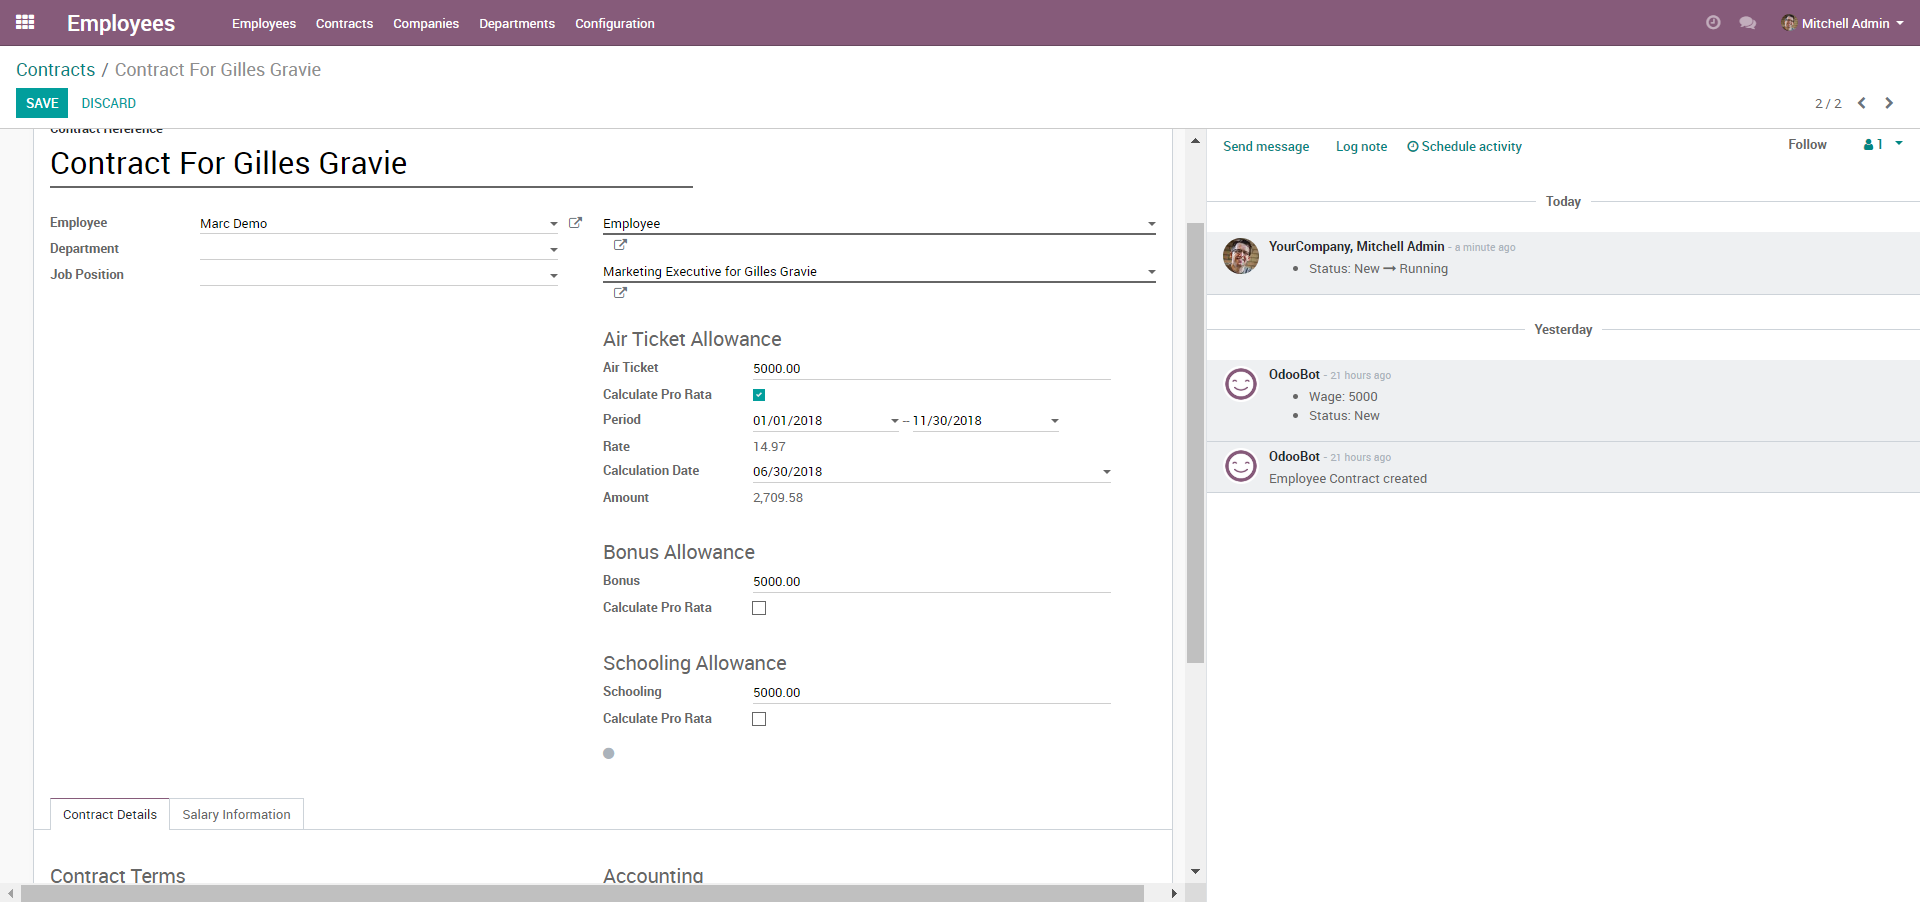 Employees
Employees Contracts Companies Departments Configuration
Mitchell Admin
Contracts / Contract For Gilles Gravie
SAVE DISCARD
2 / 2
Contract Reference
Contract For Gilles Gravie
Employee Marc Demo
Department
Job Position
Employee
Marketing Executive for Gilles Gravie
Air Ticket Allowance
Air Ticket 5000.00
Calculate Pro Rata
Period 01/01/2018 – 11/30/2018
Rate 14.97
Calculation Date 06/30/2018
Amount 2,709.58
Bonus Allowance
Bonus 5000.00
Calculate Pro Rata
Schooling Allowance
Schooling 5000.00
Calculate Pro Rata
Contract Details Salary Information
Contract Terms
Accounting
Send message Log note Schedule activity
Follow 1
Today
YourCompany, Mitchell Admin - a minute ago
• Status: New → Running
Yesterday
OdooBot - 21 hours ago
• Wage: 5000
• Status: New
OdooBot - 21 hours ago
Employee Contract created